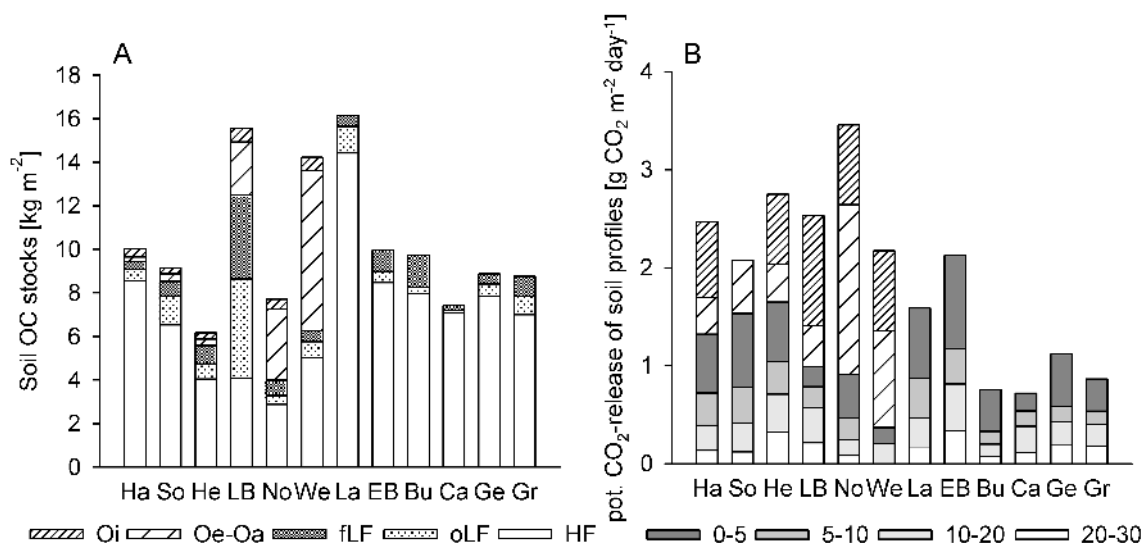 A
Soil OC stocks [kg m⁻²]
18
16
14
12
10
8
6
4
2
0
Ha So He LB No We La EB Bu Ca Ge Gr
Oi Oe-Oa fLF oLF HF
B
pot. CO₂-release of soil profiles [g CO₂ m⁻² day⁻¹]
4
3
2
1
0
Ha So He LB No We La EB Bu Ca Ge Gr
0-5 5-10 10-20 20-30